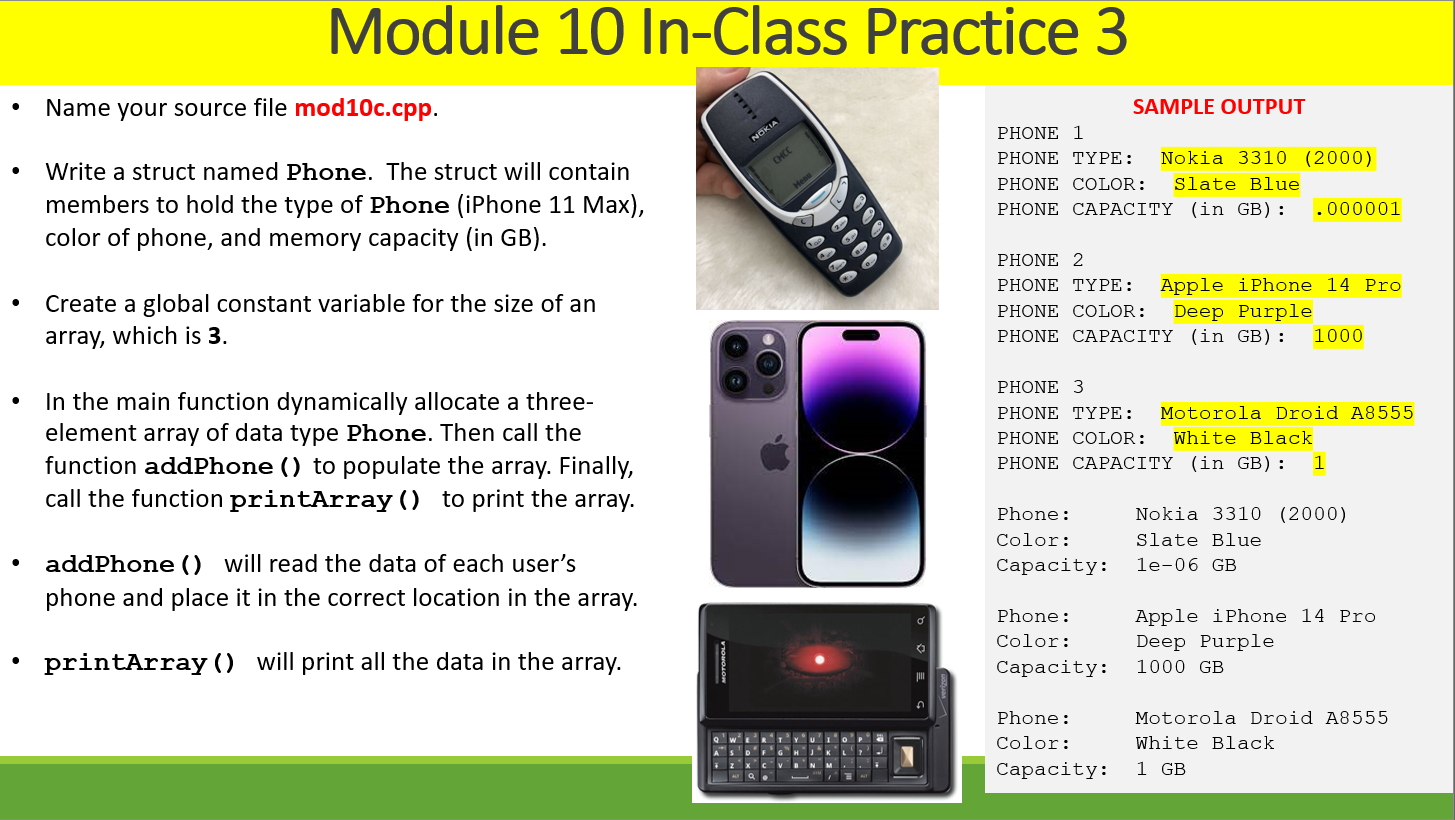 Module 10 In-Class Practice 3
• Name your source file mod10c.cpp.
• Write a struct named Phone. The struct will contain
members to hold the type of Phone (iPhone 11 Max),
color of phone, and memory capacity (in GB).
• Create a global constant variable for the size of an
array, which is 3.
• In the main function dynamically allocate a three-
element array of data type Phone. Then call the
function addPhone() to populate the array. Finally,
call the function printArray() to print the array.
• addPhone() will read the data of each user’s
phone and place it in the correct location in the array.
• printArray() will print all the data in the array.
NOKIA
CMCC
Menu
MOTOROLA
verizon
SAMPLE OUTPUT
PHONE 1
PHONE TYPE: Nokia 3310 (2000)
PHONE COLOR: Slate Blue
PHONE CAPACITY (in GB): .000001
PHONE 2
PHONE TYPE: Apple iPhone 14 Pro
PHONE COLOR: Deep Purple
PHONE CAPACITY (in GB): 1000
PHONE 3
PHONE TYPE: Motorola Droid A8555
PHONE COLOR: White Black
PHONE CAPACITY (in GB): 1
Phone: Nokia 3310 (2000)
Color: Slate Blue
Capacity: 1e-06 GB
Phone: Apple iPhone 14 Pro
Color: Deep Purple
Capacity: 1000 GB
Phone: Motorola Droid A8555
Color: White Black
Capacity: 1 GB